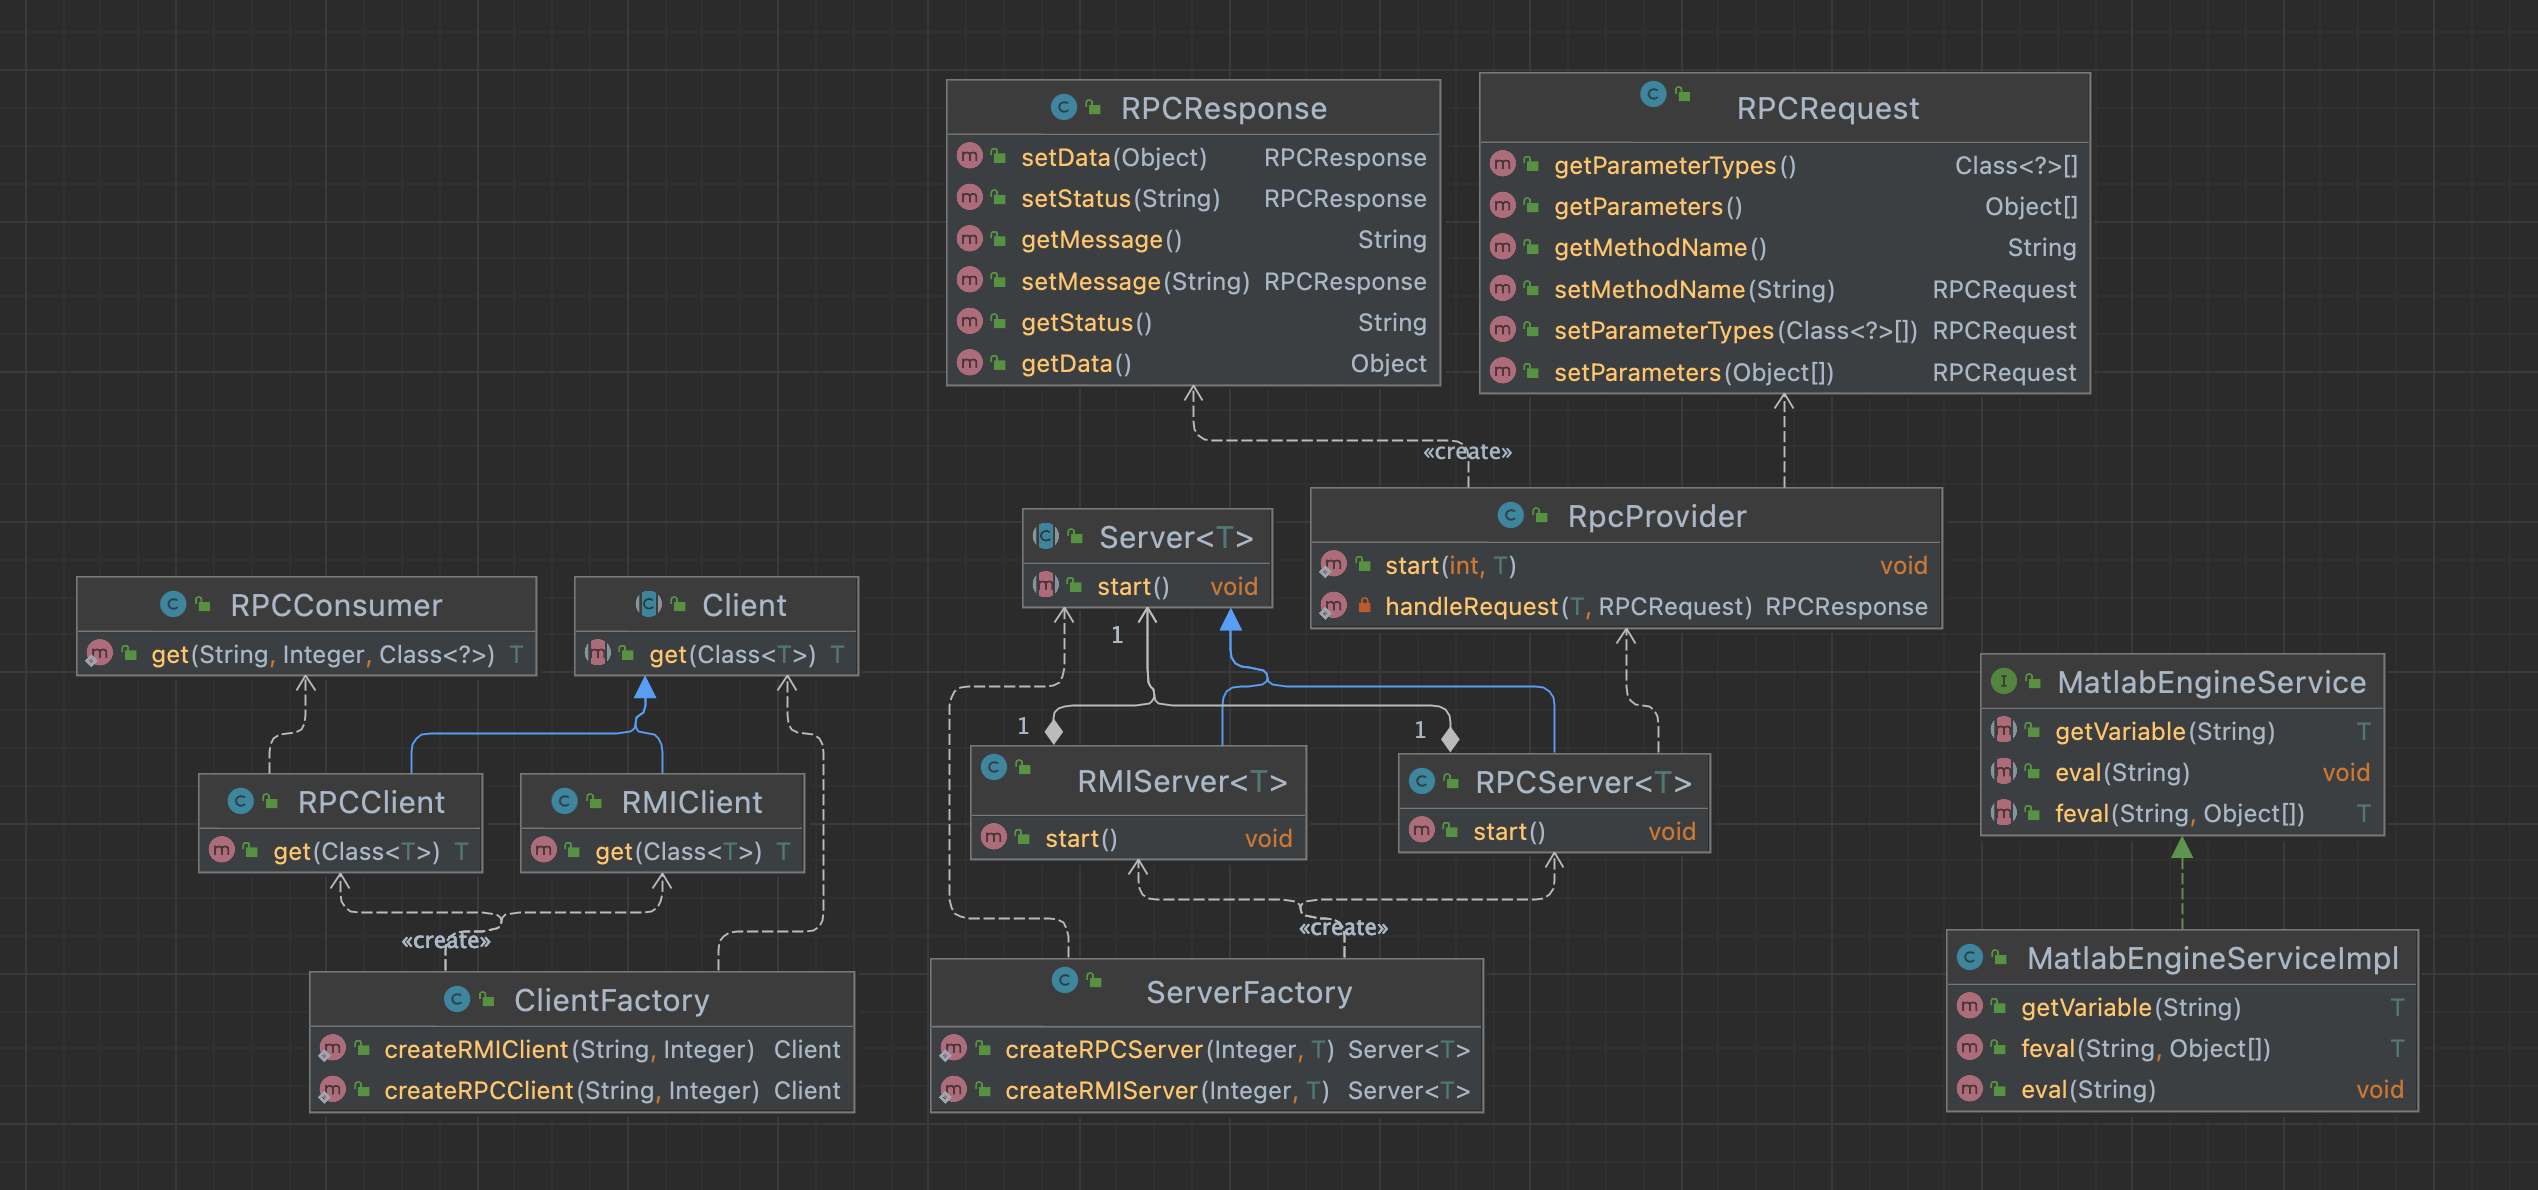 RPCResponse
setData(Object) RPCResponse
setStatus(String) RPCResponse
getMessage() String
setMessage(String) RPCResponse
getStatus() String
getData() Object
RPCRequest
getParameterTypes() Class<?>[]
getParameters() Object[]
getMethodName() String
setMethodName(String) RPCRequest
setParameterTypes(Class<?>[]) RPCRequest
setParameters(Object[]) RPCRequest
«create»
Server<T>
start() void
RpcProvider
start(int, T) void
handleRequest(T, RPCRequest) RPCResponse
RPCConsumer
get(String, Integer, Class<?>) T
Client
get(Class<T>) T
1
1
1
MatlabEngineService
getVariable(String) T
eval(String) void
feval(String, Object[]) T
RPCClient
get(Class<T>) T
RMIClient
get(Class<T>) T
RMIServer<T>
start() void
RPCServer<T>
start() void
«create»
«create»
ClientFactory
createRMIClient(String, Integer) Client
createRPCClient(String, Integer) Client
ServerFactory
createRPCServer(Integer, T) Server<T>
createRMIServer(Integer, T) Server<T>
MatlabEngineServiceImpl
getVariable(String) T
feval(String, Object[]) T
eval(String) void